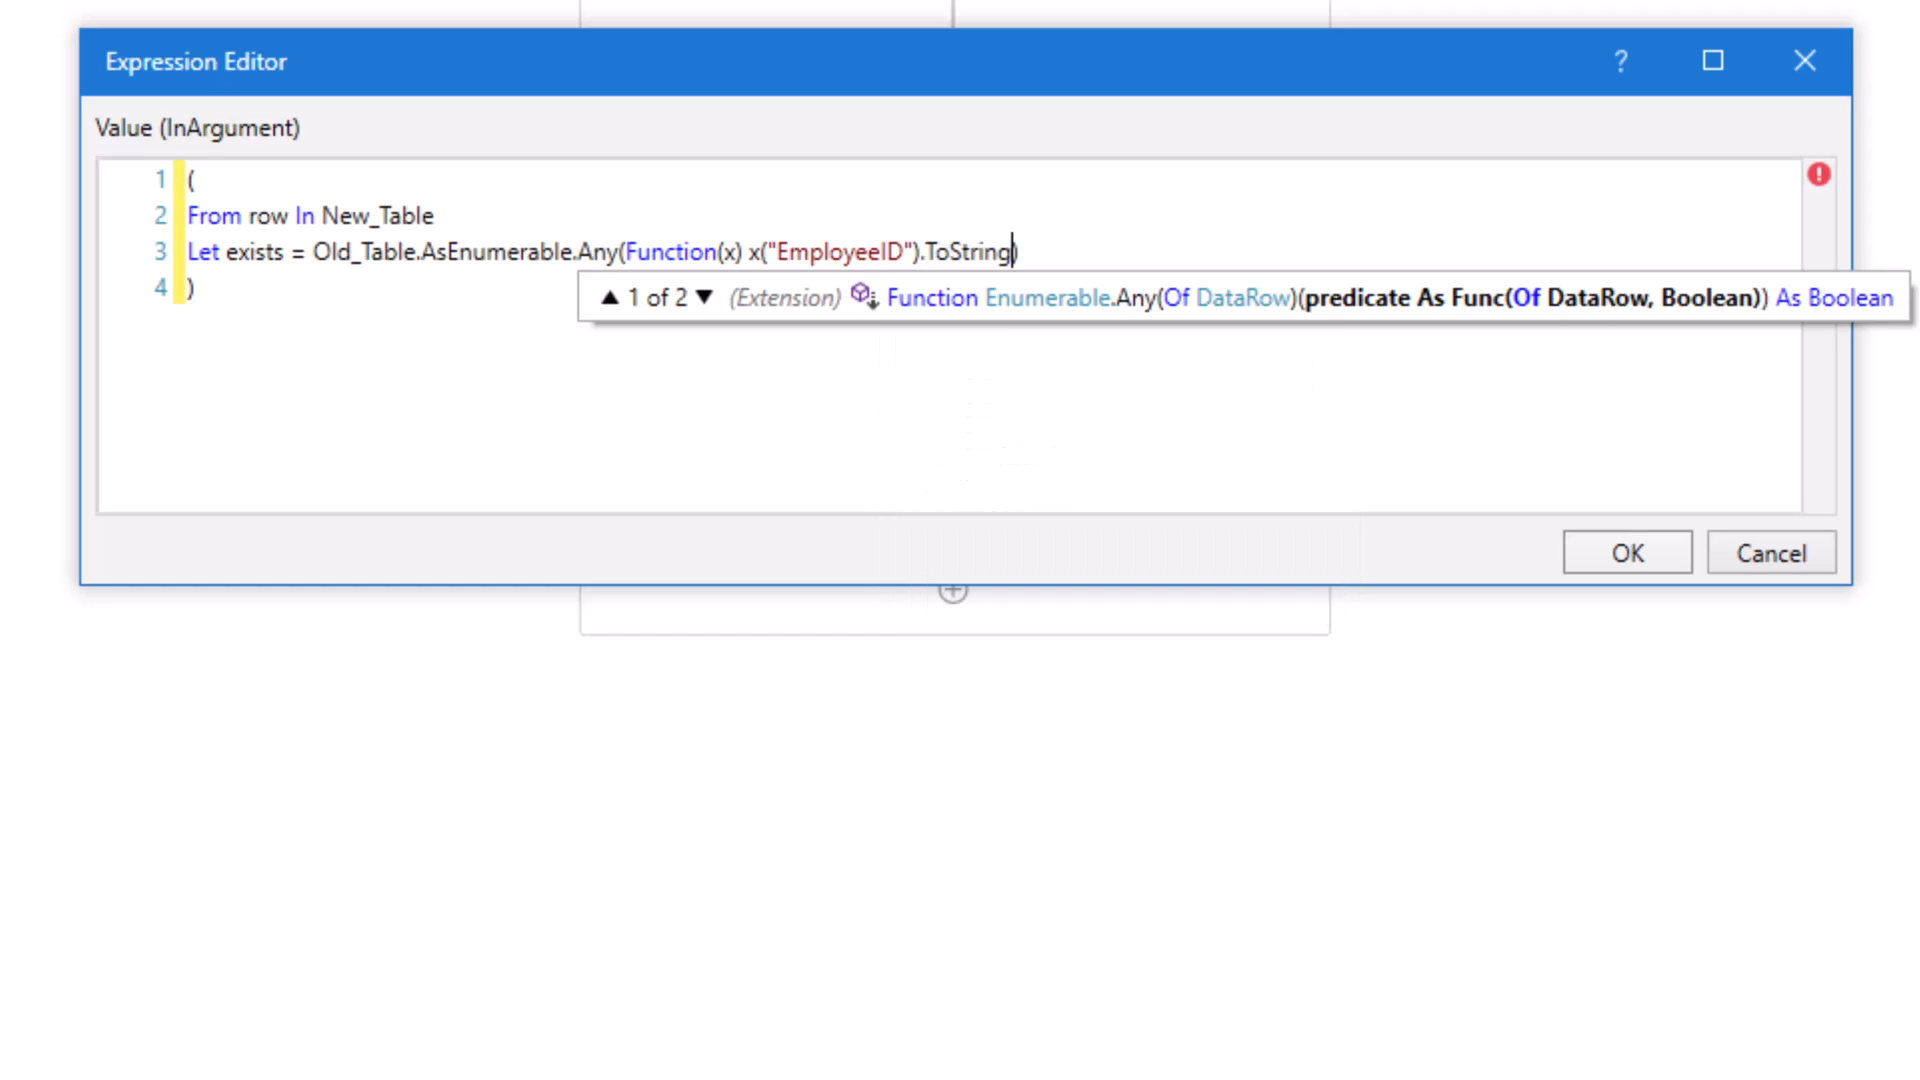 Expression Editor
?
Value (InArgument)
1 (
2 From row In New_Table
3 Let exists = Old_Table.AsEnumerable.Any(Function(x) x("EmployeeID").ToString)
4 )
▲ 1 of 2 ▼ (Extension) Function Enumerable.Any(Of DataRow)(predicate As Func(Of DataRow, Boolean)) As Boolean
OK
Cancel